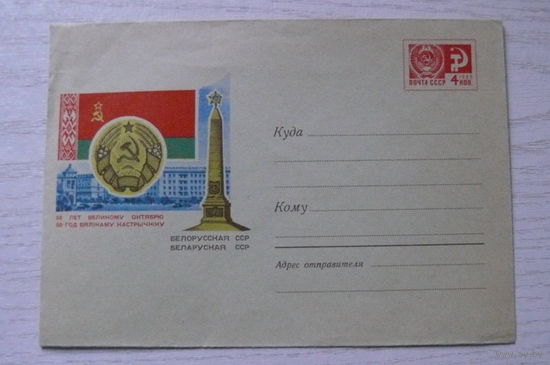 ПОЧТА СССР
4 КОП.
Куда
50 ЛЕТ ВЕЛИКОМУ ОКТЯБРЮ
50 ГОД ВЯЛІКАМУ КАСТРЫЧНІКУ
Кому
БЕЛОРУССКАЯ ССР
БЕЛАРУСКАЯ ССР
Адрес отправителя